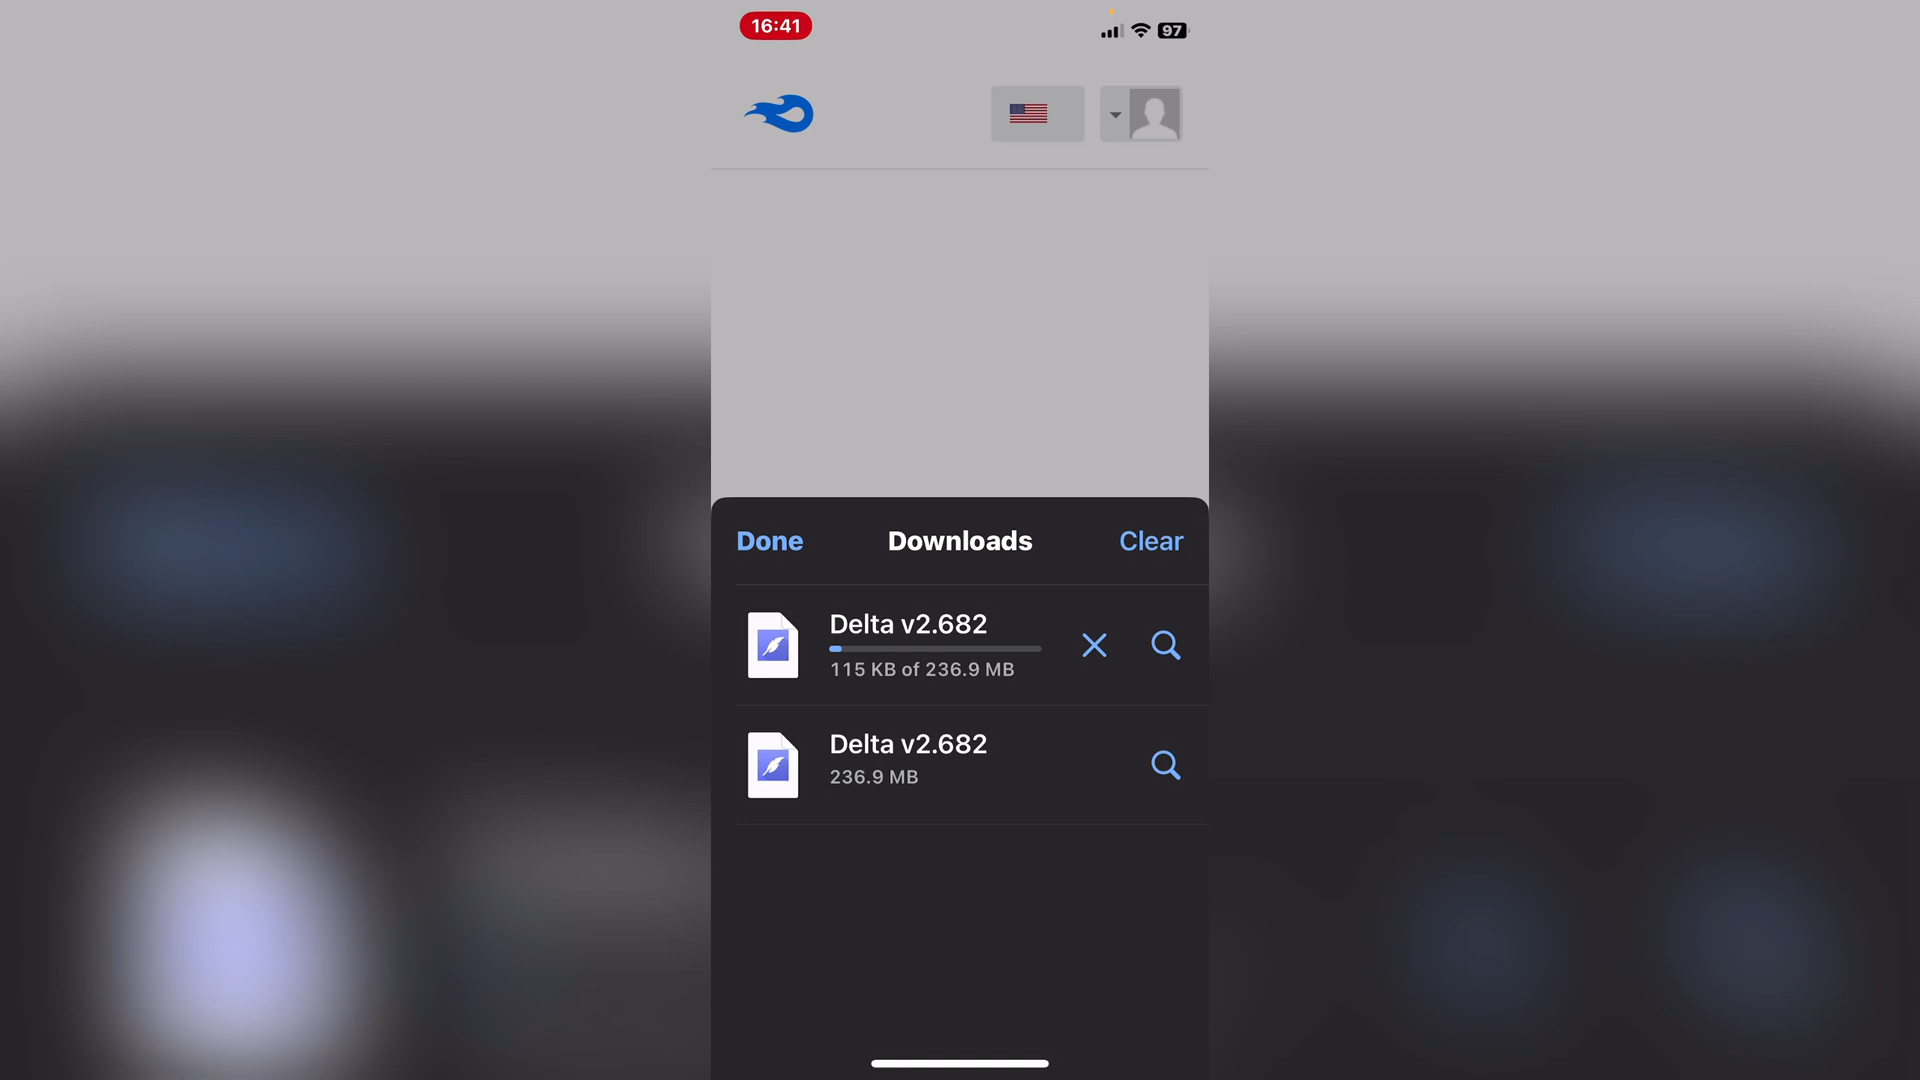 16:41
97
Done
Downloads
Clear
Delta v2.682
115 KB of 236.9 MB
Delta v2.682
236.9 MB